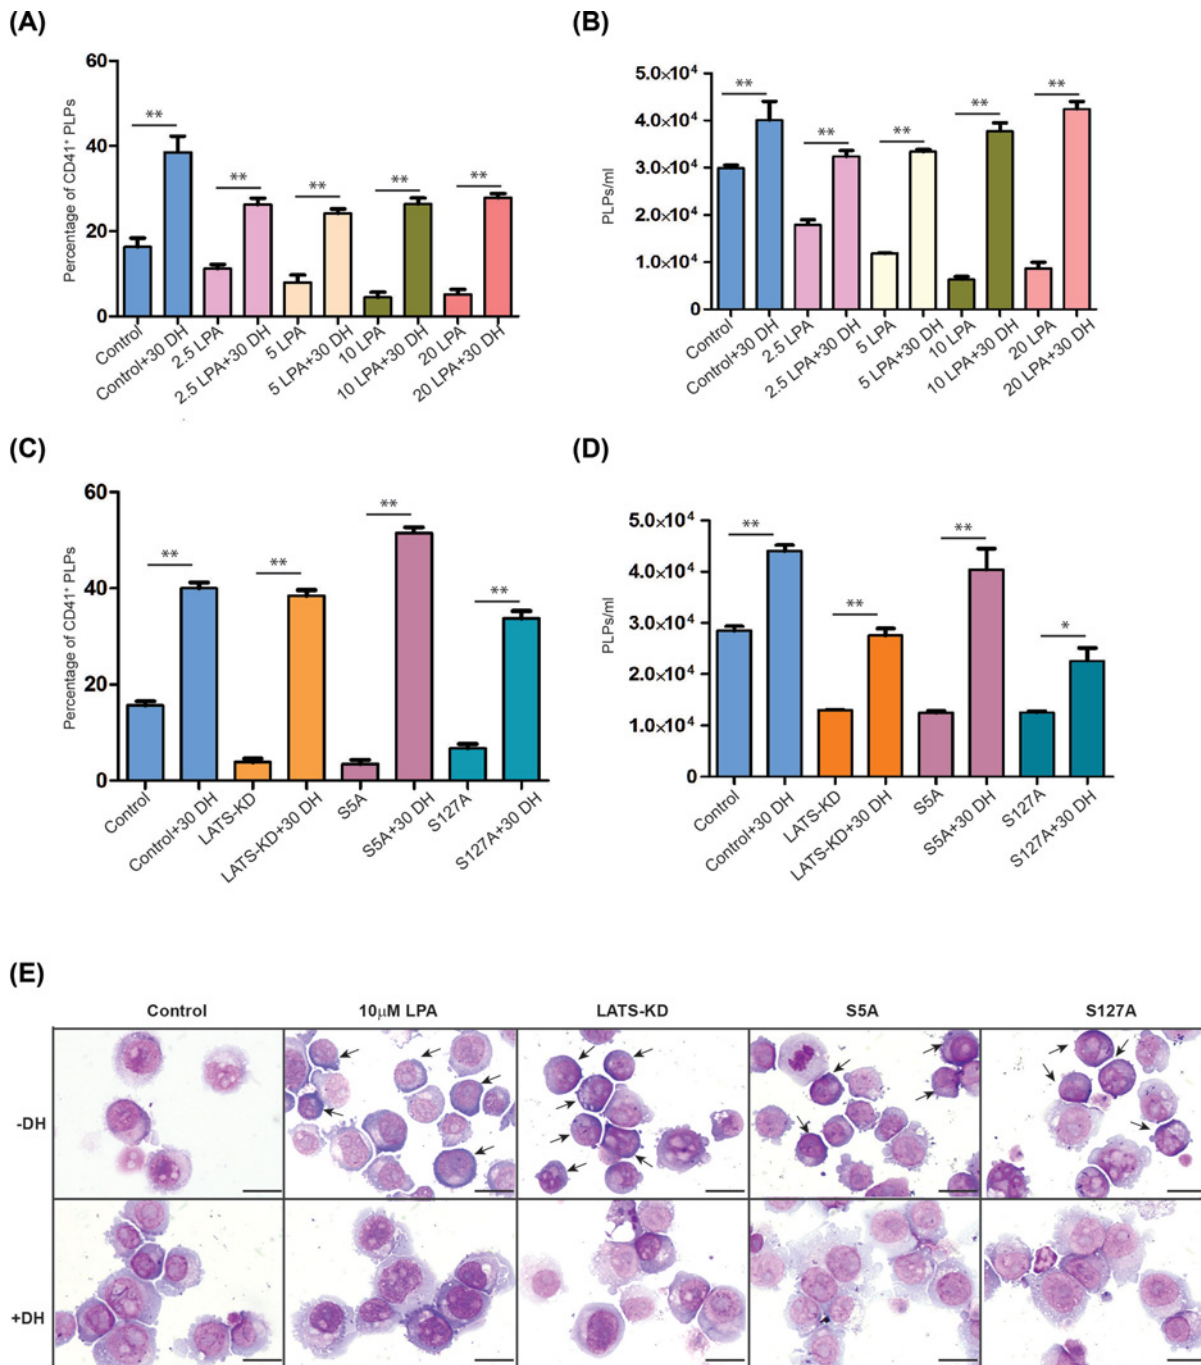 (A)
Percentage of CD41⁺ PLPs
60
40
20
0
** ** ** ** **
Control
Control+30 DH
2.5 LPA
2.5 LPA+30 DH
5 LPA
5 LPA+30 DH
10 LPA
10 LPA+30 DH
20 LPA
20 LPA+30 DH
(B)
PLPs/ml
5.0×10⁴
4.0×10⁴
3.0×10⁴
2.0×10⁴
1.0×10⁴
0
** ** ** ** **
Control
Control+30 DH
2.5 LPA
2.5 LPA+30 DH
5 LPA
5 LPA+30 DH
10 LPA
10 LPA+30 DH
20 LPA
20 LPA+30 DH
(C)
Percentage of CD41⁺ PLPs
60
40
20
0
** ** ** **
Control
Control+30 DH
LATS-KD
LATS-KD+30 DH
S5A
S5A+30 DH
S127A
S127A+30 DH
(D)
PLPs/ml
5.0×10⁴
4.0×10⁴
3.0×10⁴
2.0×10⁴
1.0×10⁴
0
** ** ** *
Control
Control+30 DH
LATS-KD
LATS-KD+30 DH
S5A
S5A+30 DH
S127A
S127A+30 DH
(E)
Control 10µM LPA LATS-KD S5A S127A
-DH
+DH